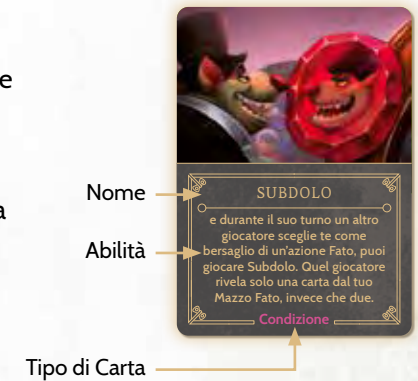 e
a
Nome
Abilità
Tipo di Carta
SUBDOLO
e durante il suo turno un altro
giocatore sceglie te come
bersaglio di un'azione Fato, puoi
giocare Subdolo. Quel giocatore
rivela solo una carta dal tuo
Mazzo Fato, invece che due.
Condizione